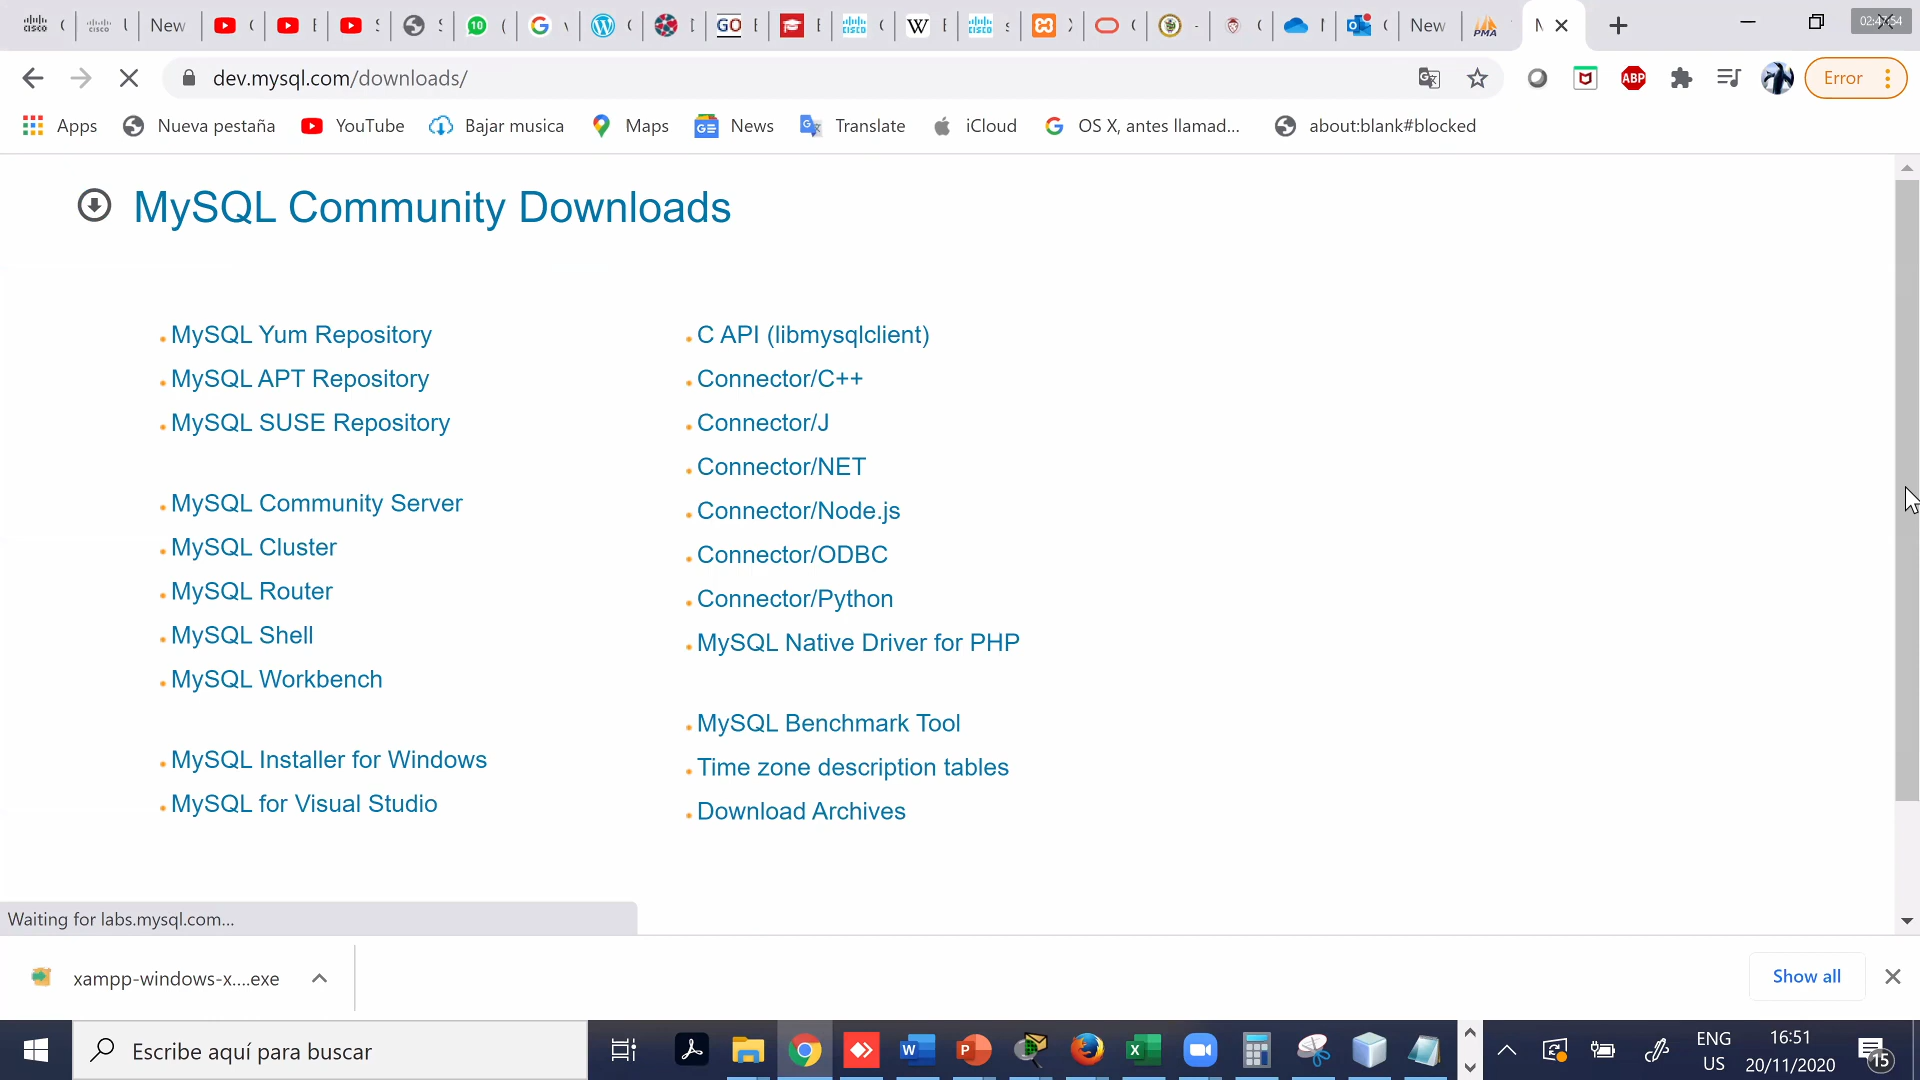 New
New
02:47:54
dev.mysql.com/downloads/
ABP
Error
Apps
Nueva pestaña
YouTube
Bajar musica
Maps
News
Translate
iCloud
OS X, antes llamad...
about:blank#blocked
MySQL Community Downloads
MySQL Yum Repository
MySQL APT Repository
MySQL SUSE Repository
MySQL Community Server
MySQL Cluster
MySQL Router
MySQL Shell
MySQL Workbench
MySQL Installer for Windows
MySQL for Visual Studio
C API (libmysqlclient)
Connector/C++
Connector/J
Connector/NET
Connector/Node.js
Connector/ODBC
Connector/Python
MySQL Native Driver for PHP
MySQL Benchmark Tool
Time zone description tables
Download Archives
Waiting for labs.mysql.com...
xampp-windows-x....exe
Show all
Escribe aquí para buscar
ENG
US
16:51
20/11/2020
15